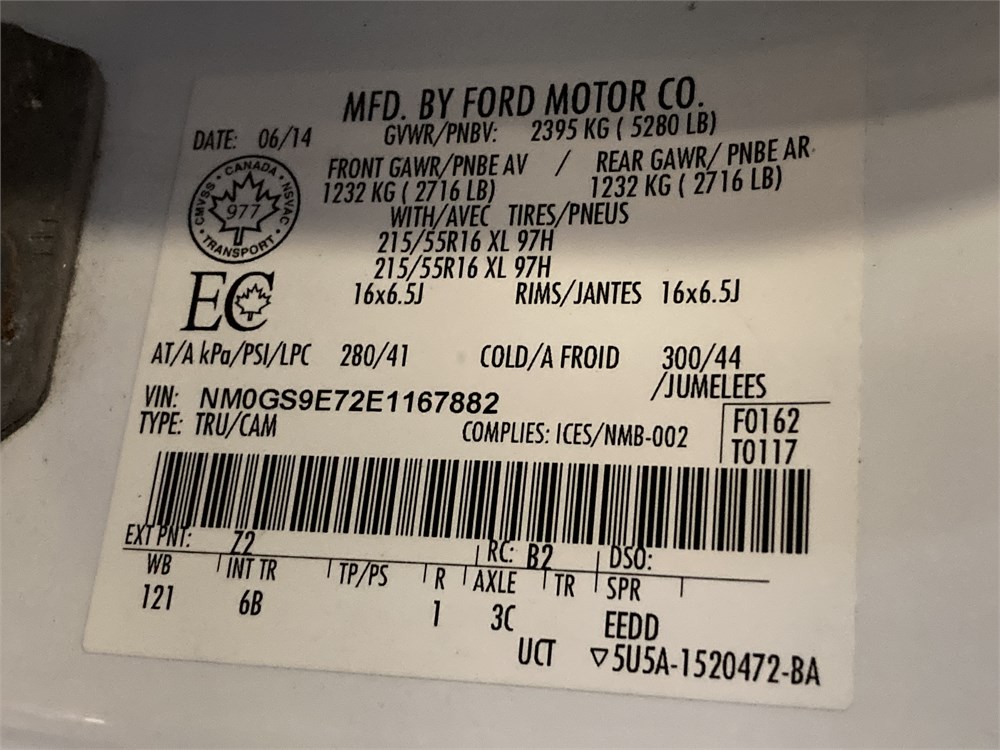 MFD. BY FORD MOTOR CO.
DATE: 06/14 GVWR/PNBV: 2395 KG ( 5280 LB)
FRONT GAWR/PNBE AV / REAR GAWR/ PNBE AR
1232 KG ( 2716 LB) 1232 KG ( 2716 LB)
WITH/AVEC TIRES/PNEUS
215/55R16 XL 97H
215/55R16 XL 97H
16x6.5J RIMS/JANTES 16x6.5J
CANADA
CMVSS NSVAC
977
TRANSPORT
EC
AT/A kPa/PSI/LPC 280/41 COLD/A FROID 300/44
/JUMELEES
VIN: NM0GS9E72E1167882
TYPE: TRU/CAM COMPLIES: ICES/NMB-002
F0162
T0117
EXT PNT: Z2 RC: B2 DSO:
WB INT TR TP/PS R AXLE TR SPR
121 6B 1 3C EEDD
UCT ▽5U5A-1520472-BA